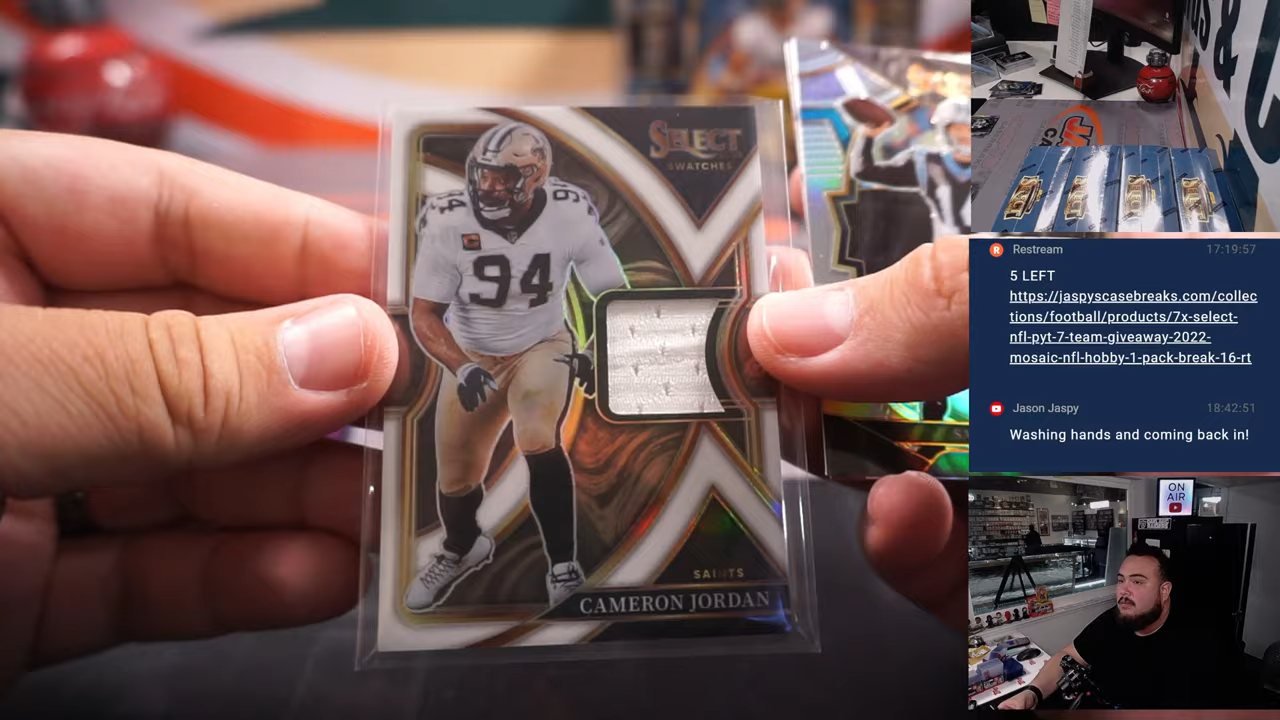 SELECT
SWATCHES
94
94
94
SAINTS
CAMERON JORDAN
Restream 17:19:57
5 LEFT
https://jaspyscasebreaks.com/collec
tions/football/products/7x-select-
nfl-pyt-7-team-giveaway-2022-
mosaic-nfl-hobby-1-pack-break-16-rt
Jason Jaspy 18:42:51
Washing hands and coming back in!
ON
AIR